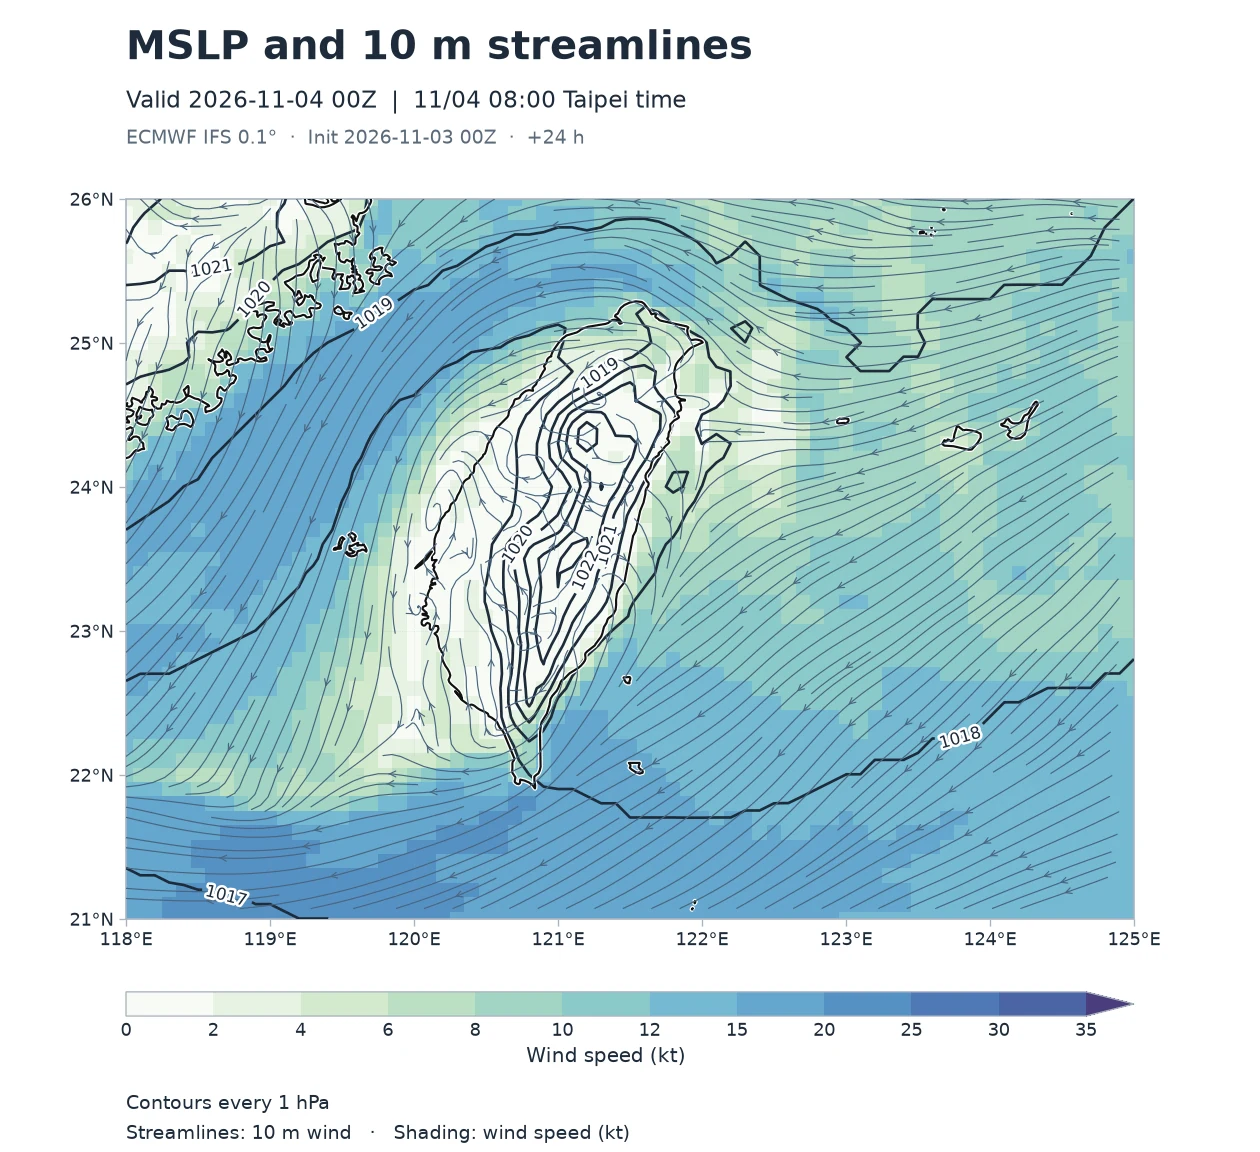 MSLP and 10 m streamlines
Valid 2026-11-04 00Z | 11/04 08:00 Taipei time
ECMWF IFS 0.1° · Init 2026-11-03 00Z · +24 h
26°N
1021
1020
1019
25°N
1019
24°N
1020
1021
1022
23°N
1018
22°N
1017
21°N
118°E 119°E 120°E 121°E 122°E 123°E 124°E 125°E
0 2 4 6 8 10 12 15 20 25 30 35
Wind speed (kt)
Contours every 1 hPa
Streamlines: 10 m wind · Shading: wind speed (kt)